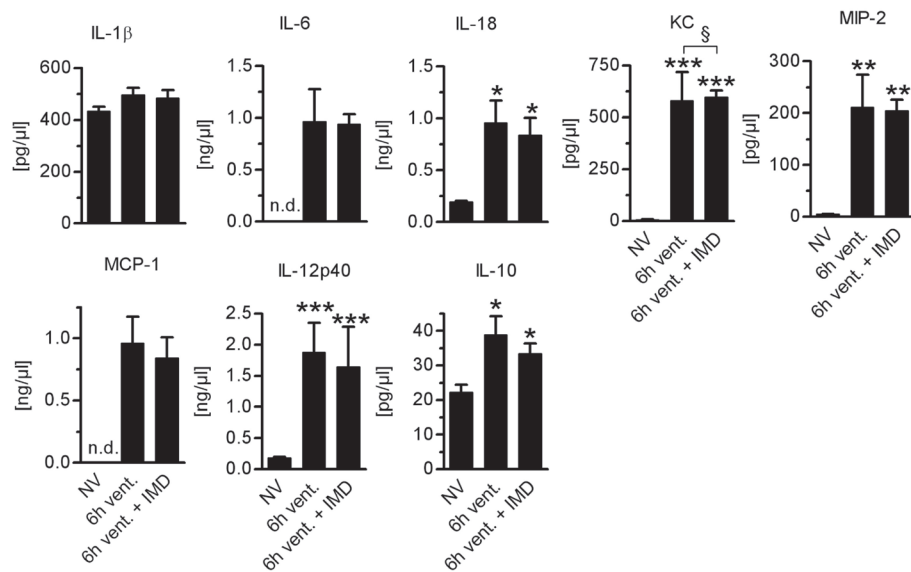 IL-1β
[pg/µl]
600
400
200
0
IL-6
[ng/µl]
1.5
1.0
0.5
0.0
n.d.
IL-18
[ng/µl]
1.5
1.0
0.5
0.0
*
*
KC
§
[pg/µl]
750
500
250
0
***
***
NV
6h vent.
6h vent. + IMD
MIP-2
[pg/µl]
300
200
100
0
**
**
NV
6h vent.
6h vent. + IMD
MCP-1
[ng/µl]
1.0
0.5
0.0
n.d.
NV
6h vent.
6h vent. + IMD
IL-12p40
[ng/µl]
2.5
2.0
1.5
1.0
0.5
0.0
***
***
NV
6h vent.
6h vent. + IMD
IL-10
[pg/µl]
40
30
20
10
0
*
*
NV
6h vent.
6h vent. + IMD